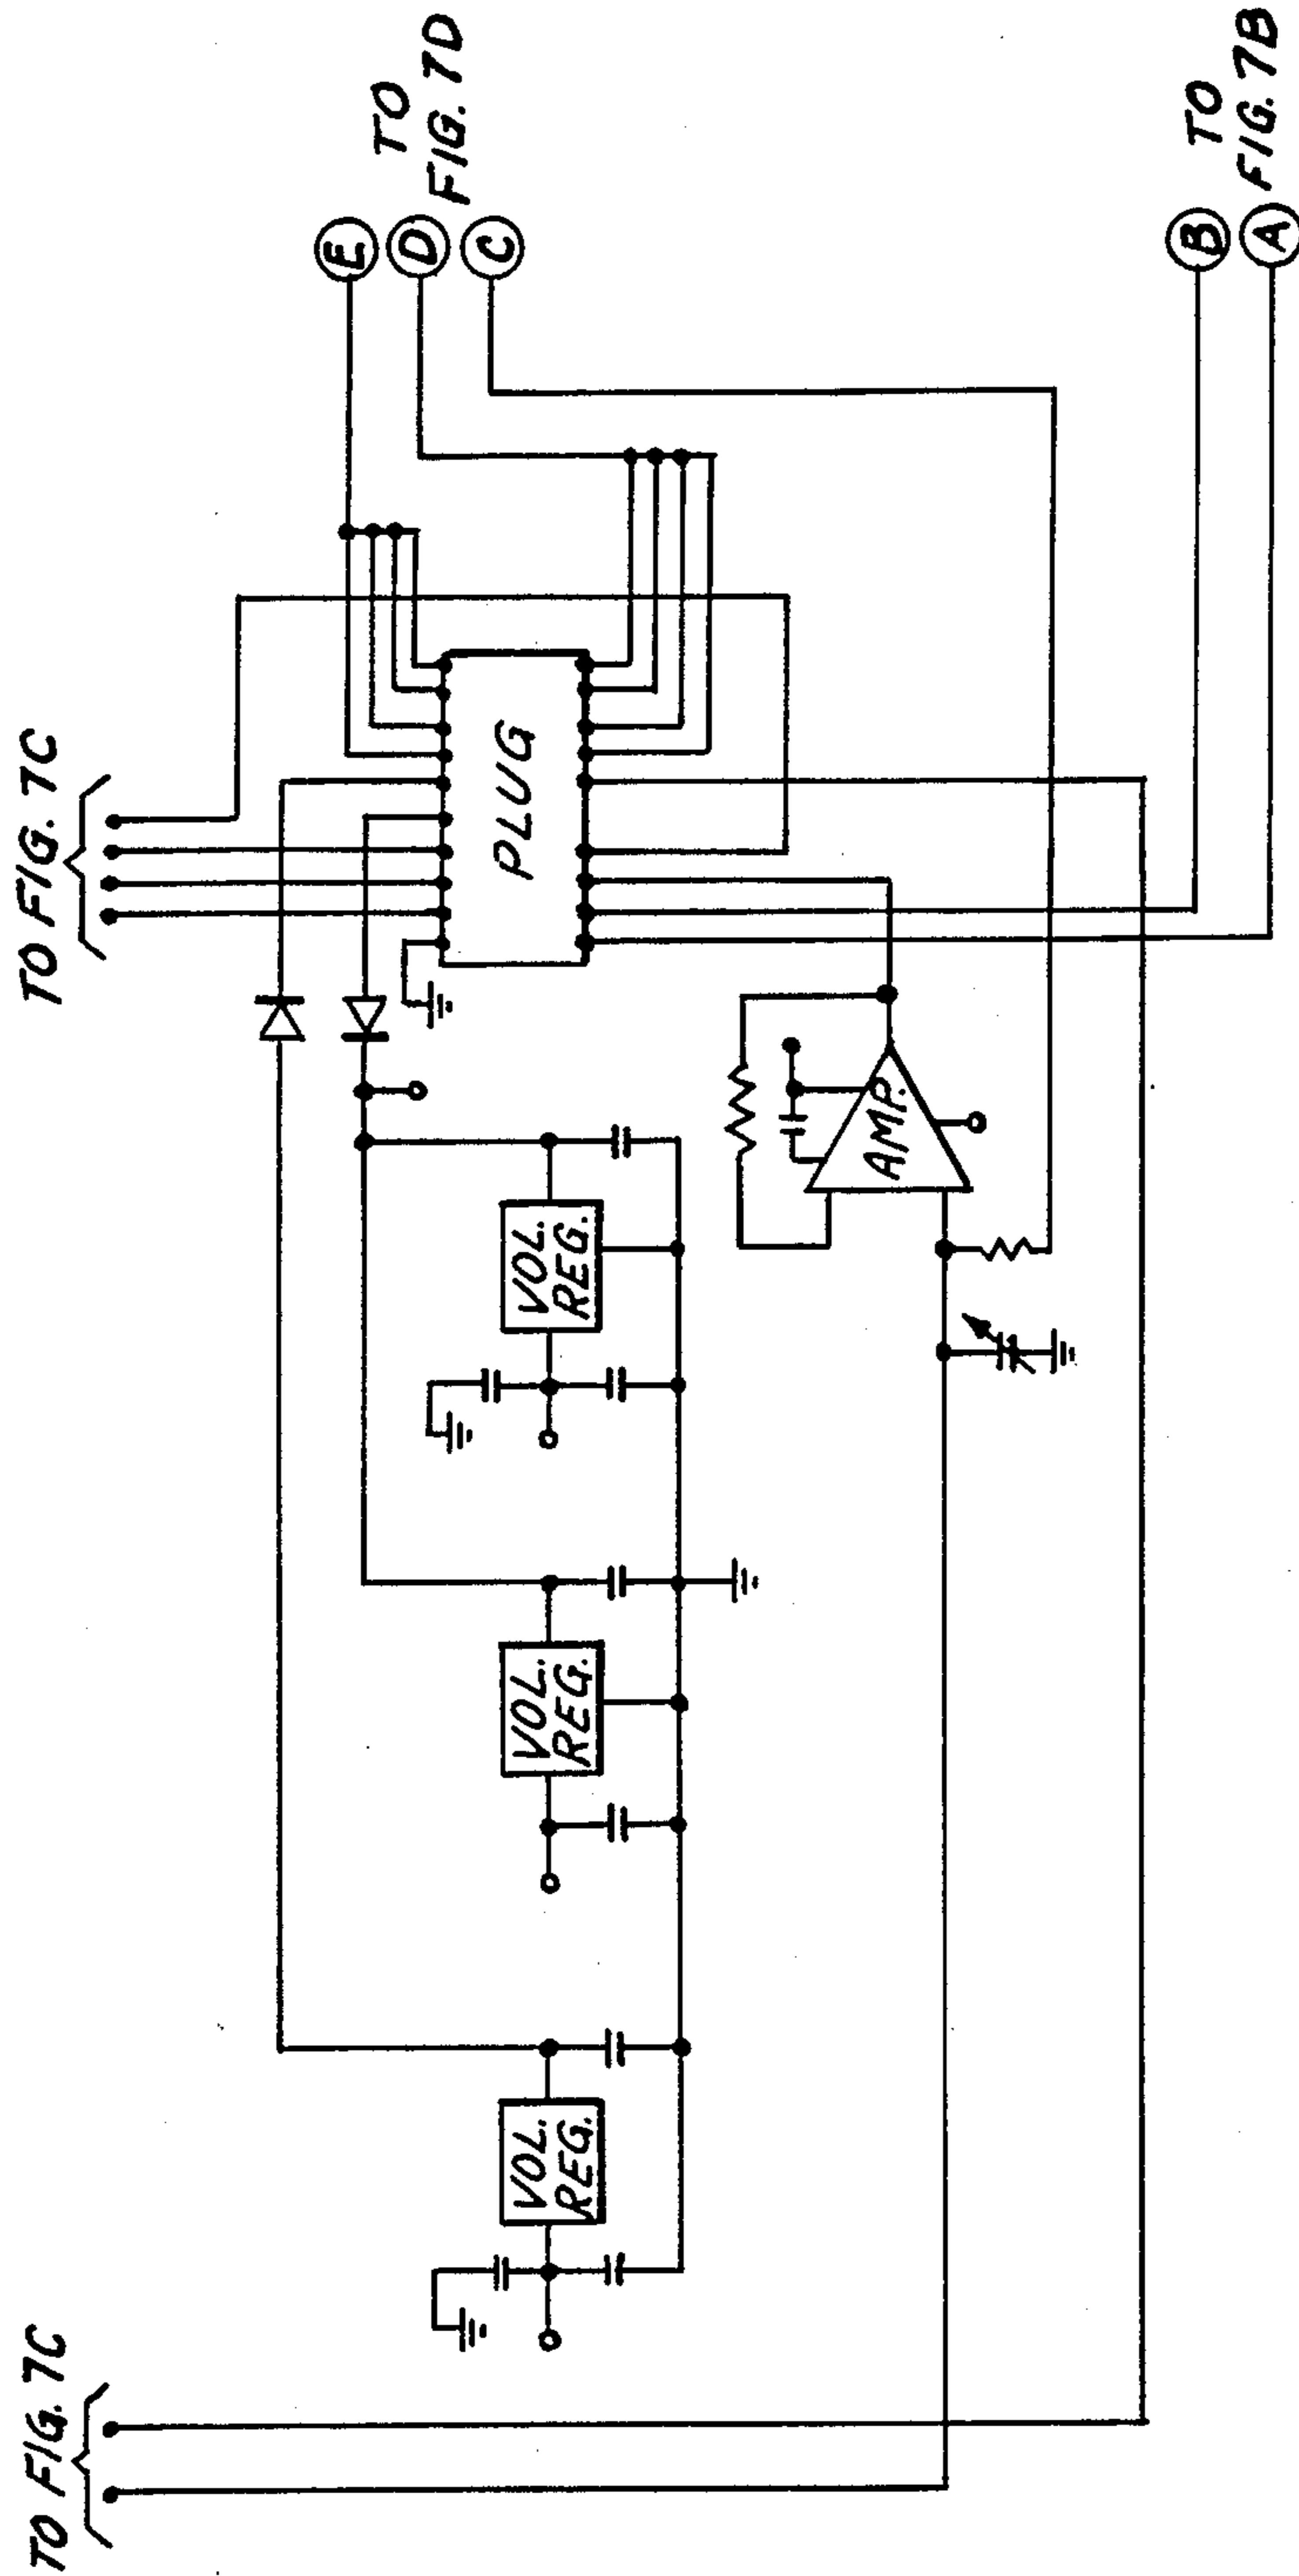 TO FIG. 7C
TO FIG. 7C
E
D
C
TO
FIG. 7D
PLUG
VOL.
REG.
VOL.
REG.
VOL.
REG.
AMP.
B
A
TO
FIG. 7B